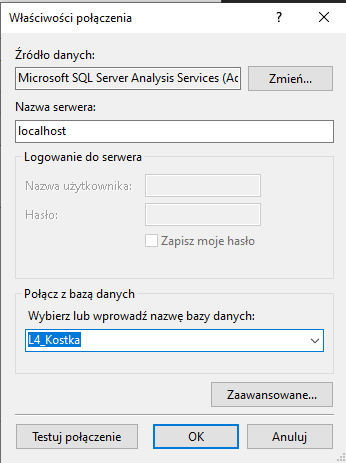 Właściwości połączenia
?
Źródło danych:
Microsoft SQL Server Analysis Services (Ac
Zmień...
Nazwa serwera:
localhost
Logowanie do serwera
Nazwa użytkownika:
Hasło:
Zapisz moje hasło
Połącz z bazą danych
Wybierz lub wprowadź nazwę bazy danych:
L4_Kostka
Zaawansowane...
Testuj połączenie
OK
Anuluj